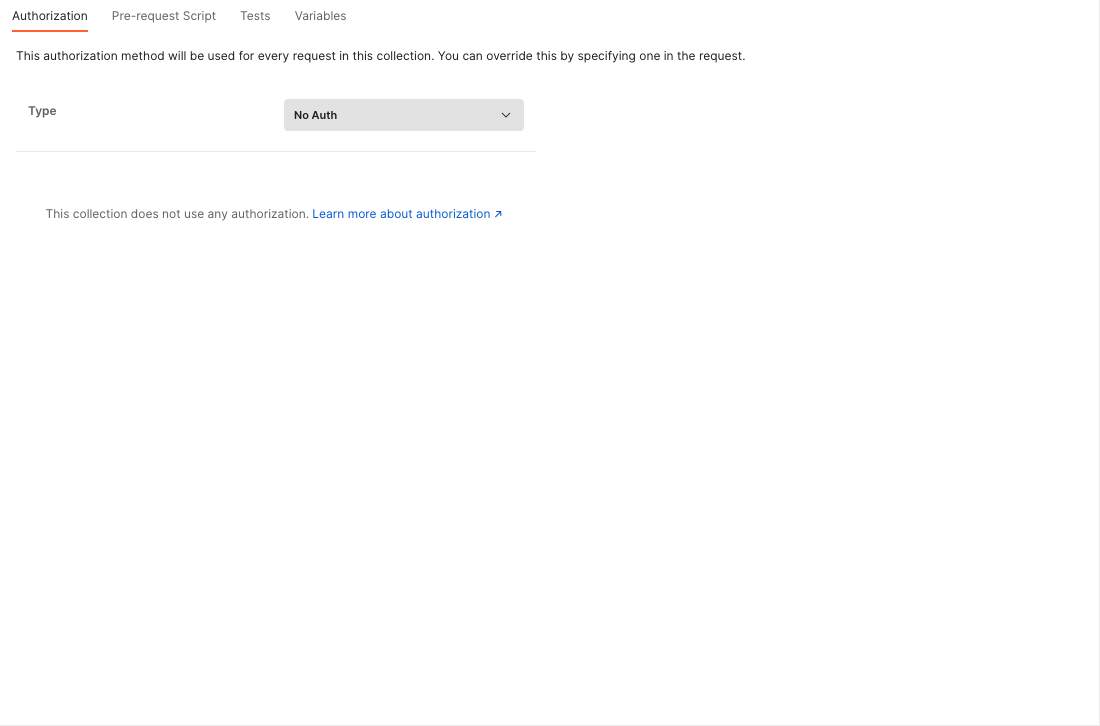 Authorization Pre-request Script Tests Variables
This authorization method will be used for every request in this collection. You can override this by specifying one in the request.
Type No Auth
This collection does not use any authorization. Learn more about authorization ↗